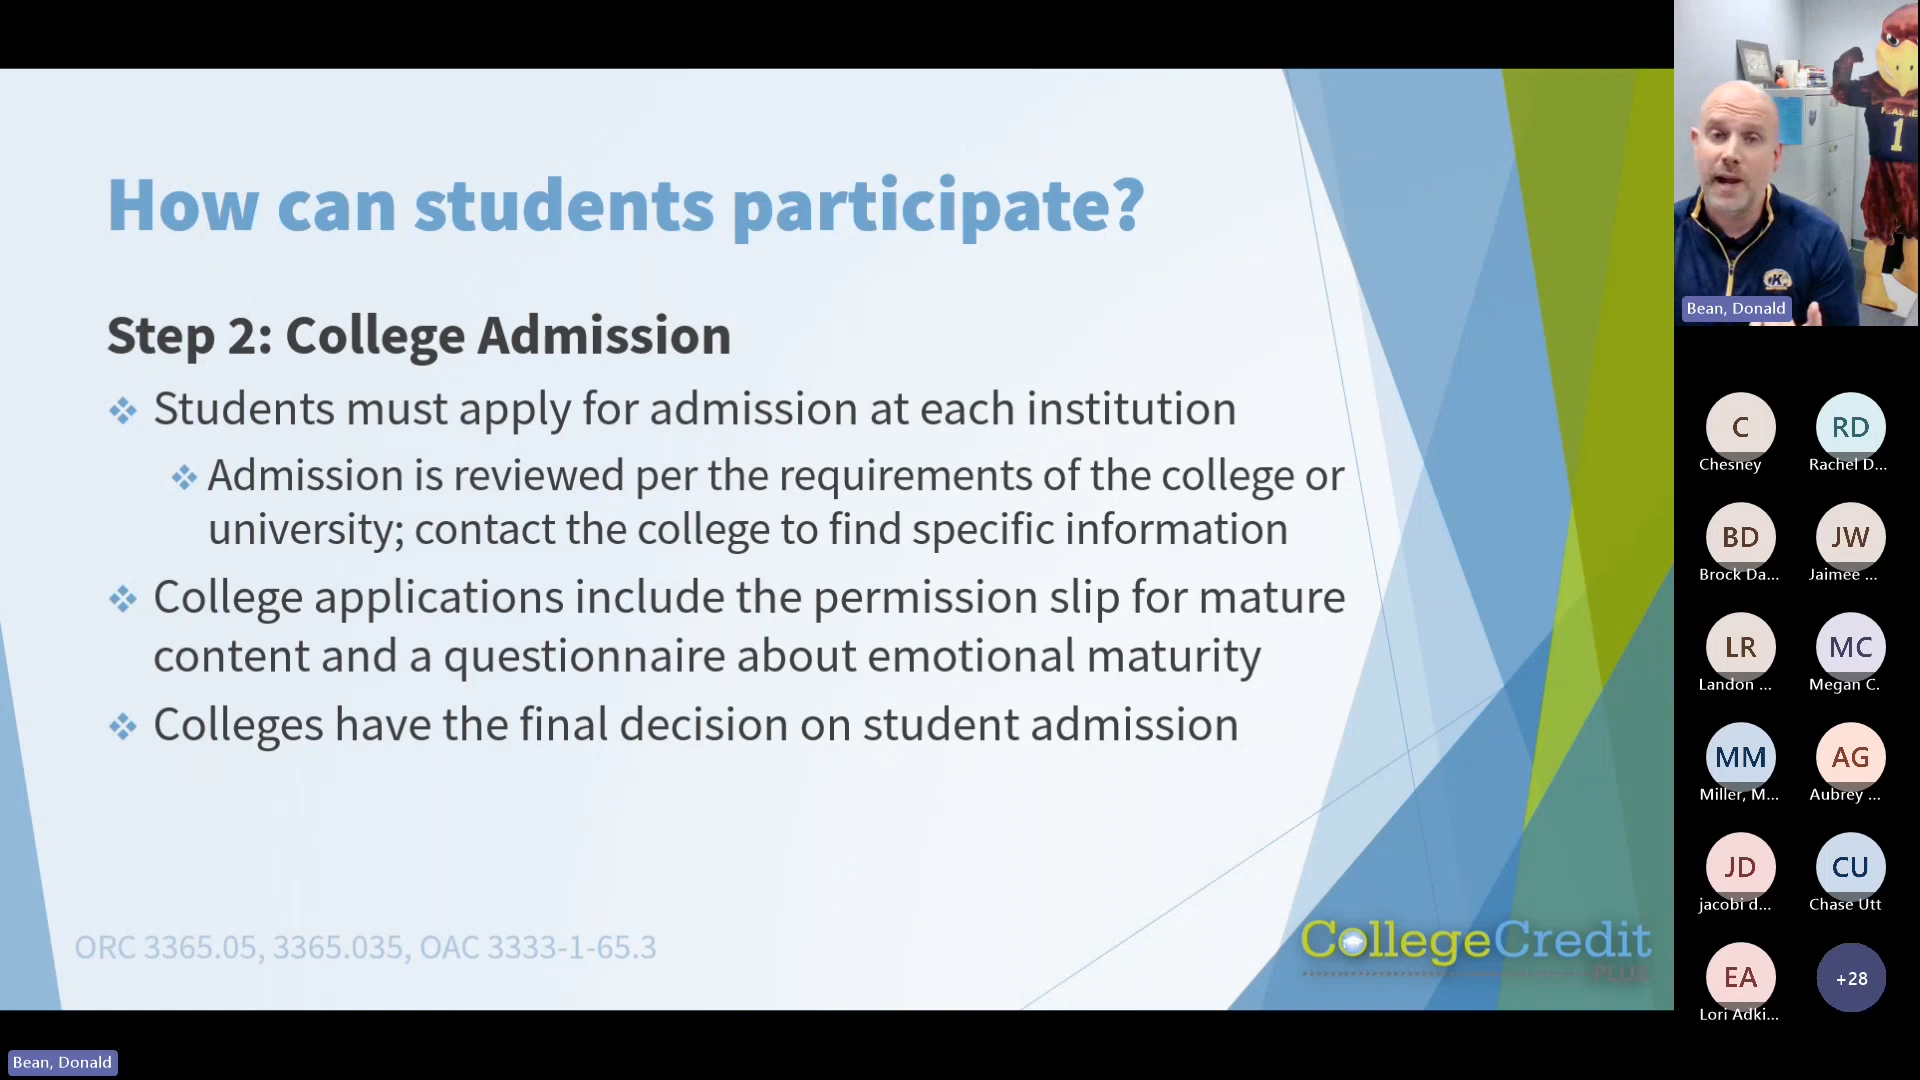 How can students participate?
Step 2: College Admission
Students must apply for admission at each institution
Admission is reviewed per the requirements of the college or
university; contact the college to find specific information
College applications include the permission slip for mature
content and a questionnaire about emotional maturity
Colleges have the final decision on student admission
ORC 3365.05, 3365.035, OAC 3333-1-65.3
CollegeCredit
PLUS
Bean, Donald
1
K
Bean, Donald
C
Chesney
RD
Rachel D...
BD
Brock Da...
JW
Jaimee ...
LR
Landon ...
MC
Megan C.
MM
Miller, M...
AG
Aubrey ...
JD
jacobi d...
CU
Chase Utt
EA
Lori Adki...
+28